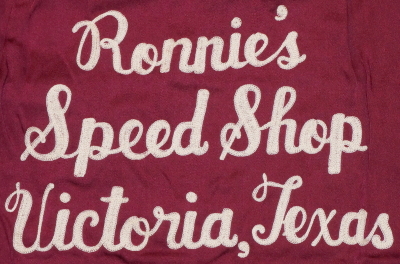 Ronnie's
Speed Shop
Victoria, Texas